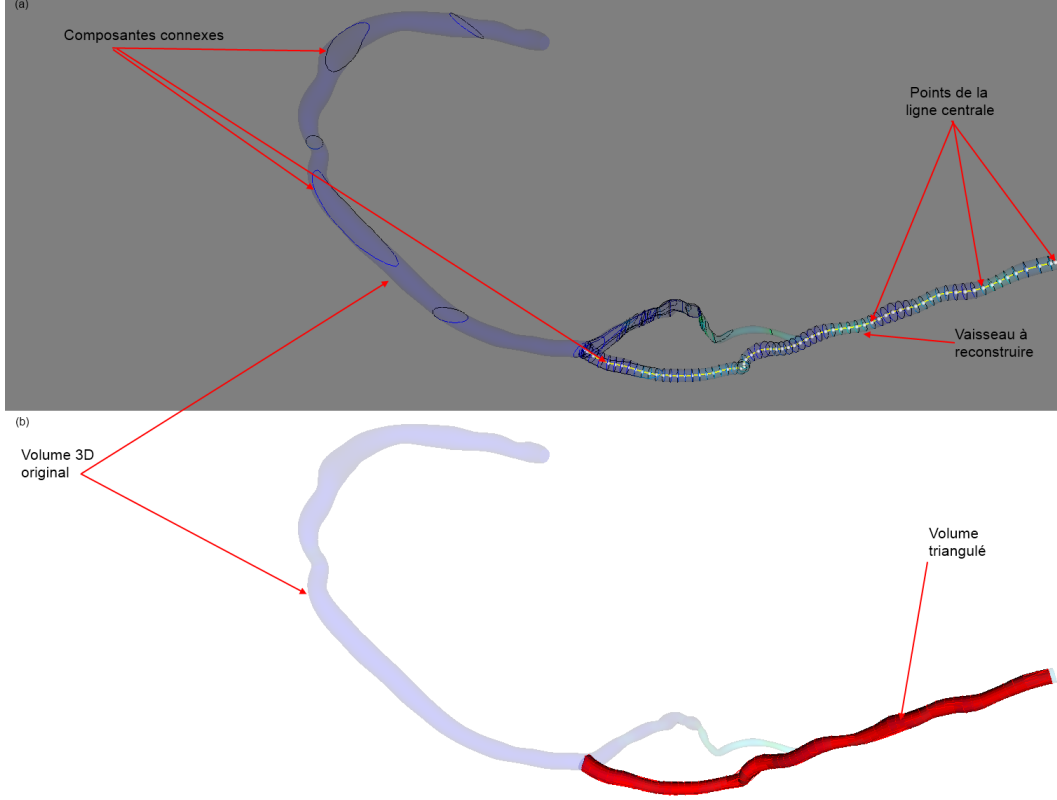 (a)
Composantes connexes
Points de la
ligne centrale
Vaisseau à
reconstruire
(b)
Volume 3D
original
Volume
triangulé